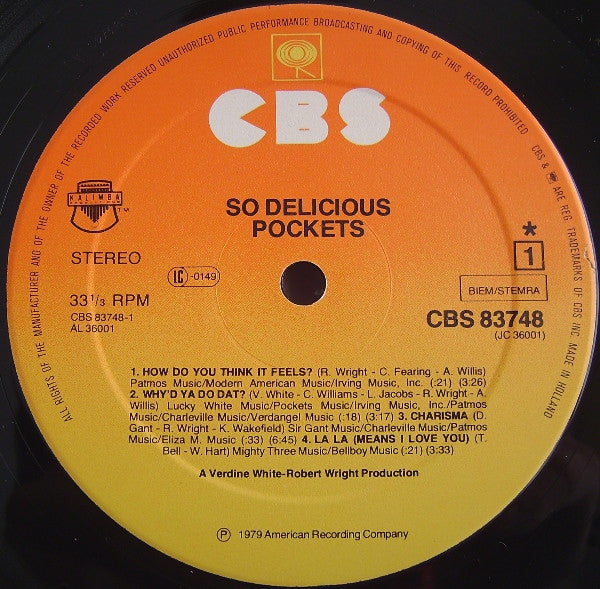 ALL RIGHTS OF THE MANUFACTURER AND OF THE OWNER OF THE RECORDED WORK RESERVED UNAUTHORIZED PUBLIC PERFORMANCE BROADCASTING AND COPYING OF THIS RECORD PROHIBITED CBS & ARE REG. TRADEMARKS OF CBS INC. MADE IN HOLLAND
CBS
KALIMBA
TM
SO DELICIOUS
POCKETS
STEREO
LC-0149
*
1
33 1/3 RPM
BIEM/STEMRA
CBS 83748-1
AL 36001
CBS 83748
(JC 36001)
1. HOW DO YOU THINK IT FEELS? (R. Wright - C. Fearing - A. Willis)
Patmos Music/Modern American Music/Irving Music, Inc. (:21) (3:26)
2. WHY'D YA DO DAT? (V. White - C. Williams - L. Jacobs - R. Wright - A.
Willis) Lucky White Music/Pockets Music/Irving Music, Inc./Patmos
Music/Charleville Music/Verdangel Music (:18) (3:17) 3. CHARISMA (D.
Gant - R. Wright - K. Wakefield) Sir Gant Music/Charleville Music/Patmos
Music/Eliza M. Music (:33) (6:45) 4. LA LA (MEANS I LOVE YOU) (T.
Bell - W. Hart) Mighty Three Music/Bellboy Music (:21) (3:33)
A Verdine White-Robert Wright Production
Ⓟ 1979 American Recording Company